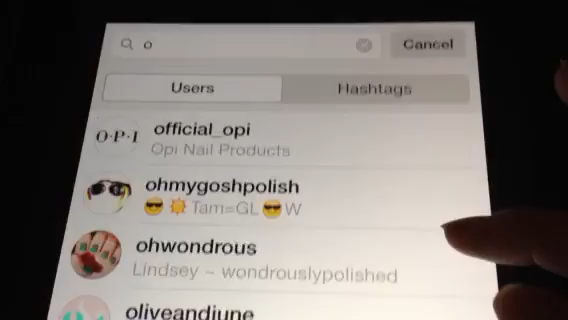 o
Cancel
Users
Hashtags
O·P·I
official_opi
Opi Nail Products
ohmygoshpolish
😎☀️Tam=GL😎W
ohwondrous
Lindsey ~ wondrouslypolished
oliveandjune